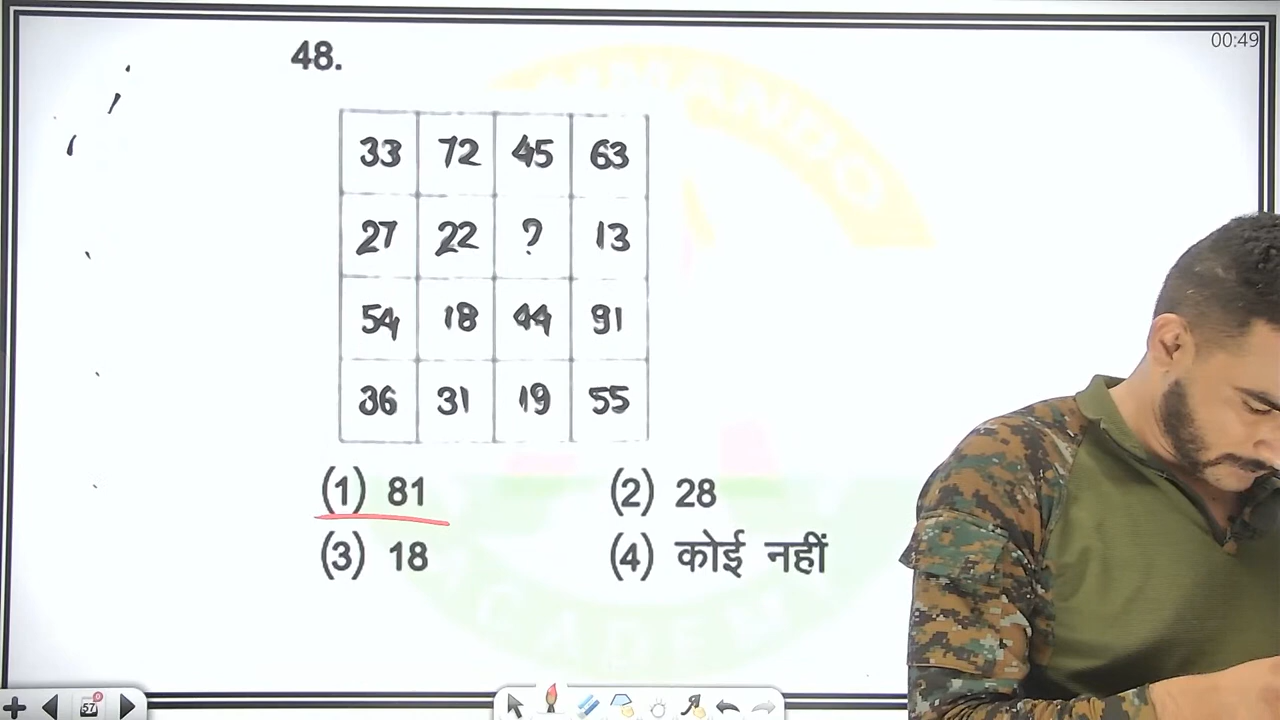 00:49
48.
33 72 45 63
27 22 ? 13
54 18 44 91
36 31 19 55
(1) 81 (2) 28
(3) 18 (4) कोई नहीं
57